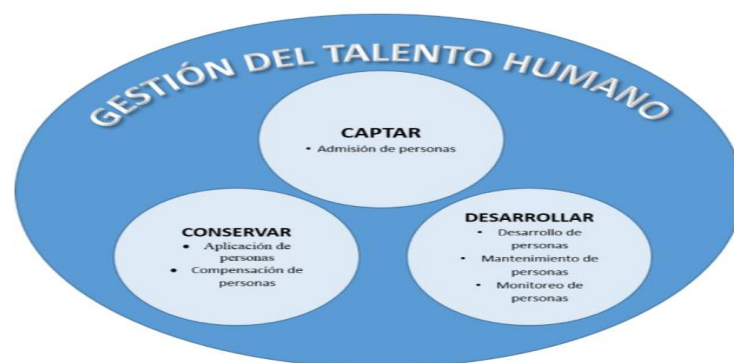 GESTIÓN DEL TALENTO HUMANO
CAPTAR
• Admisión de personas
CONSERVAR
• Aplicación de
personas
• Compensación de
personas
DESARROLLAR
• Desarrollo de
personas
• Mantenimiento de
personas
• Monitoreo de
personas